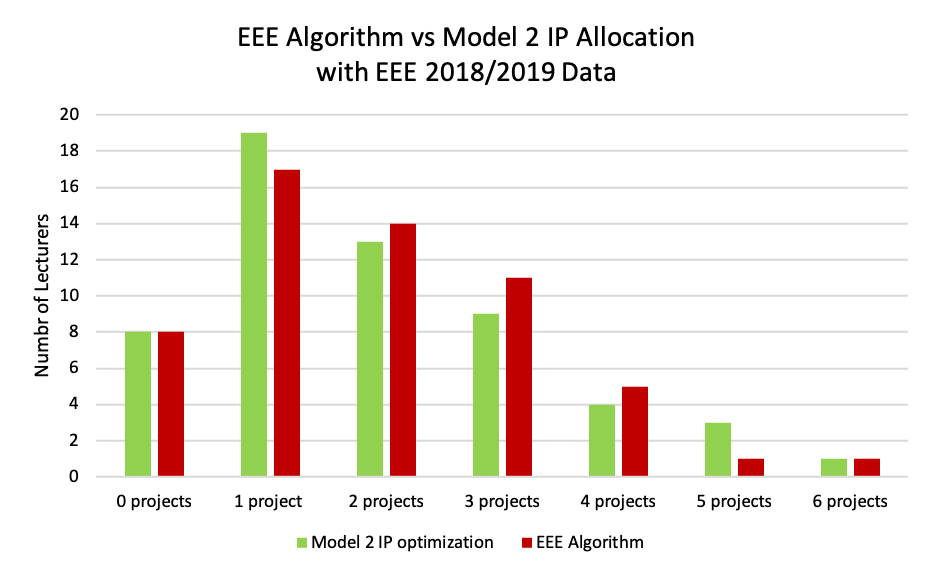 EEE Algorithm vs Model 2 IP Allocation
with EEE 2018/2019 Data
20
18
16
14
12
10
8
6
4
2
0
Numbr of Lecturers
0 projects
1 project
2 projects
3 projects
4 projects
5 projects
6 projects
Model 2 IP optimization
EEE Algorithm